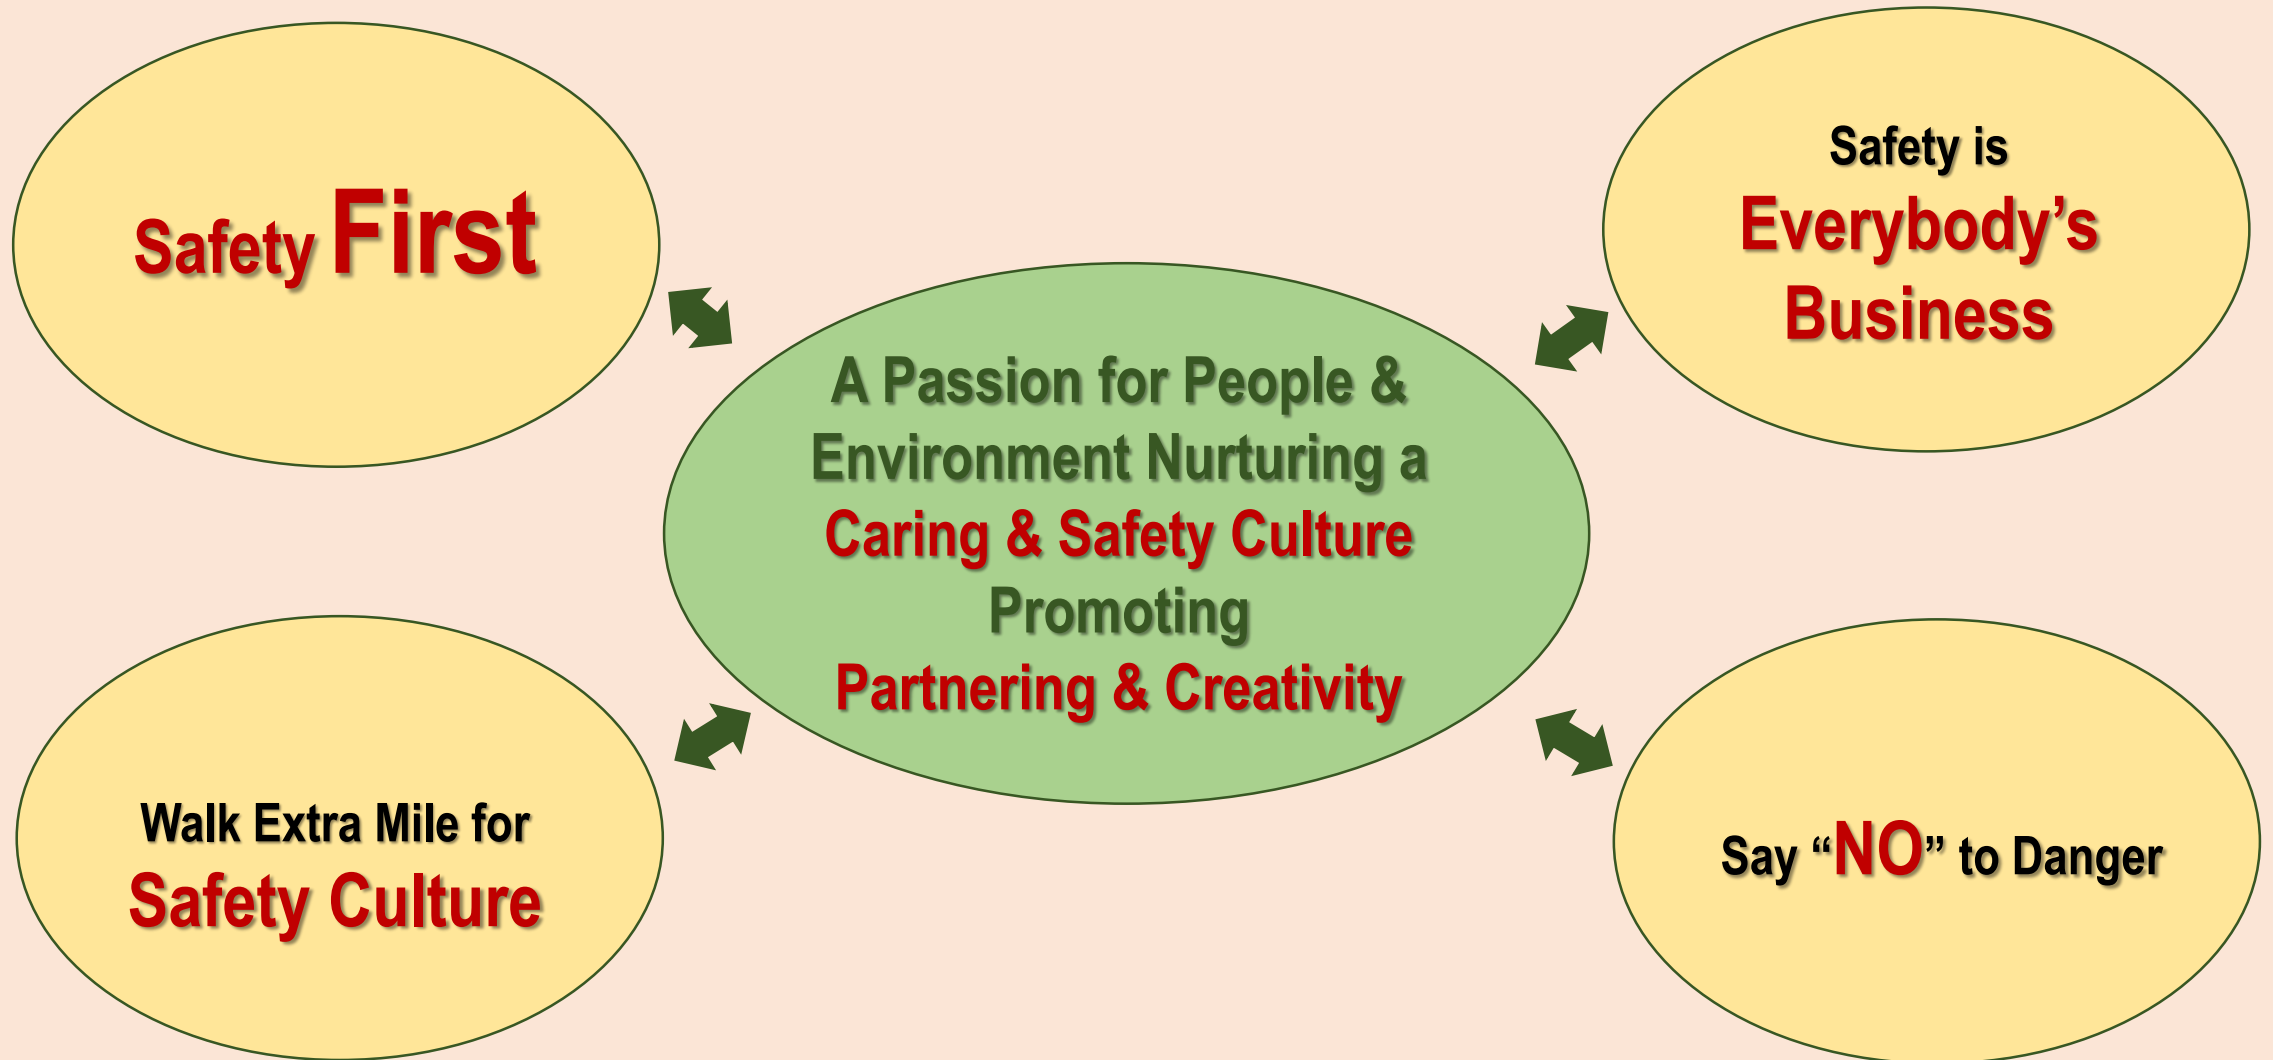 Safety First
Safety is
Everybody’s
Business
A Passion for People &
Environment Nurturing a
Caring & Safety Culture
Promoting
Partnering & Creativity
Walk Extra Mile for
Safety Culture
Say “NO” to Danger